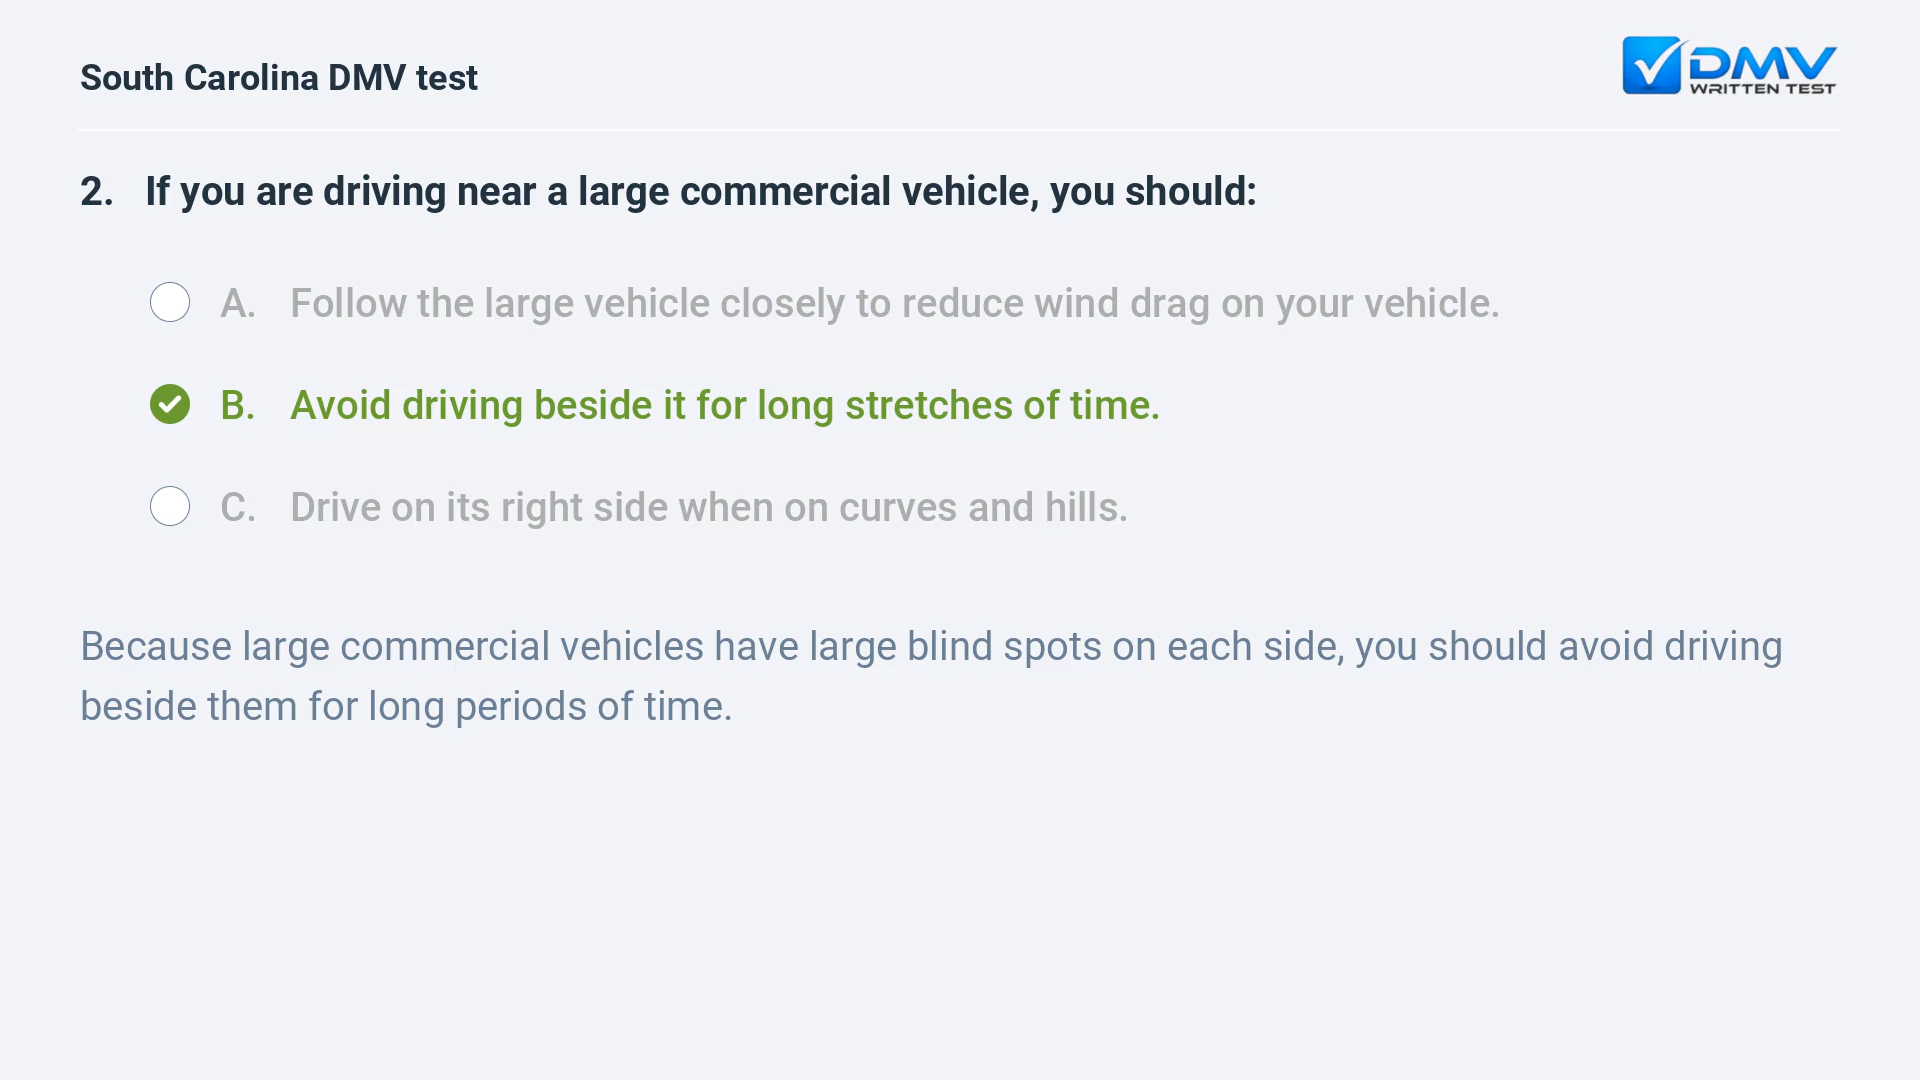 South Carolina DMV test
DMV
WRITTEN TEST
2. If you are driving near a large commercial vehicle, you should:
A. Follow the large vehicle closely to reduce wind drag on your vehicle.
B. Avoid driving beside it for long stretches of time.
C. Drive on its right side when on curves and hills.
Because large commercial vehicles have large blind spots on each side, you should avoid driving
beside them for long periods of time.